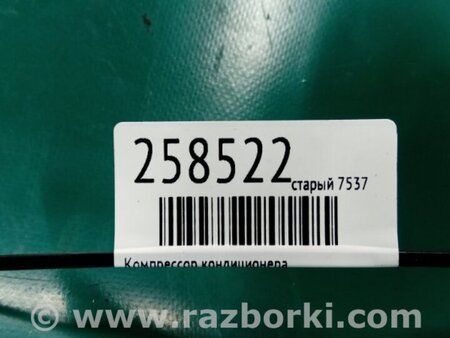 258522
старый 7537
Компрессор кондиционера
© www.razborki.com